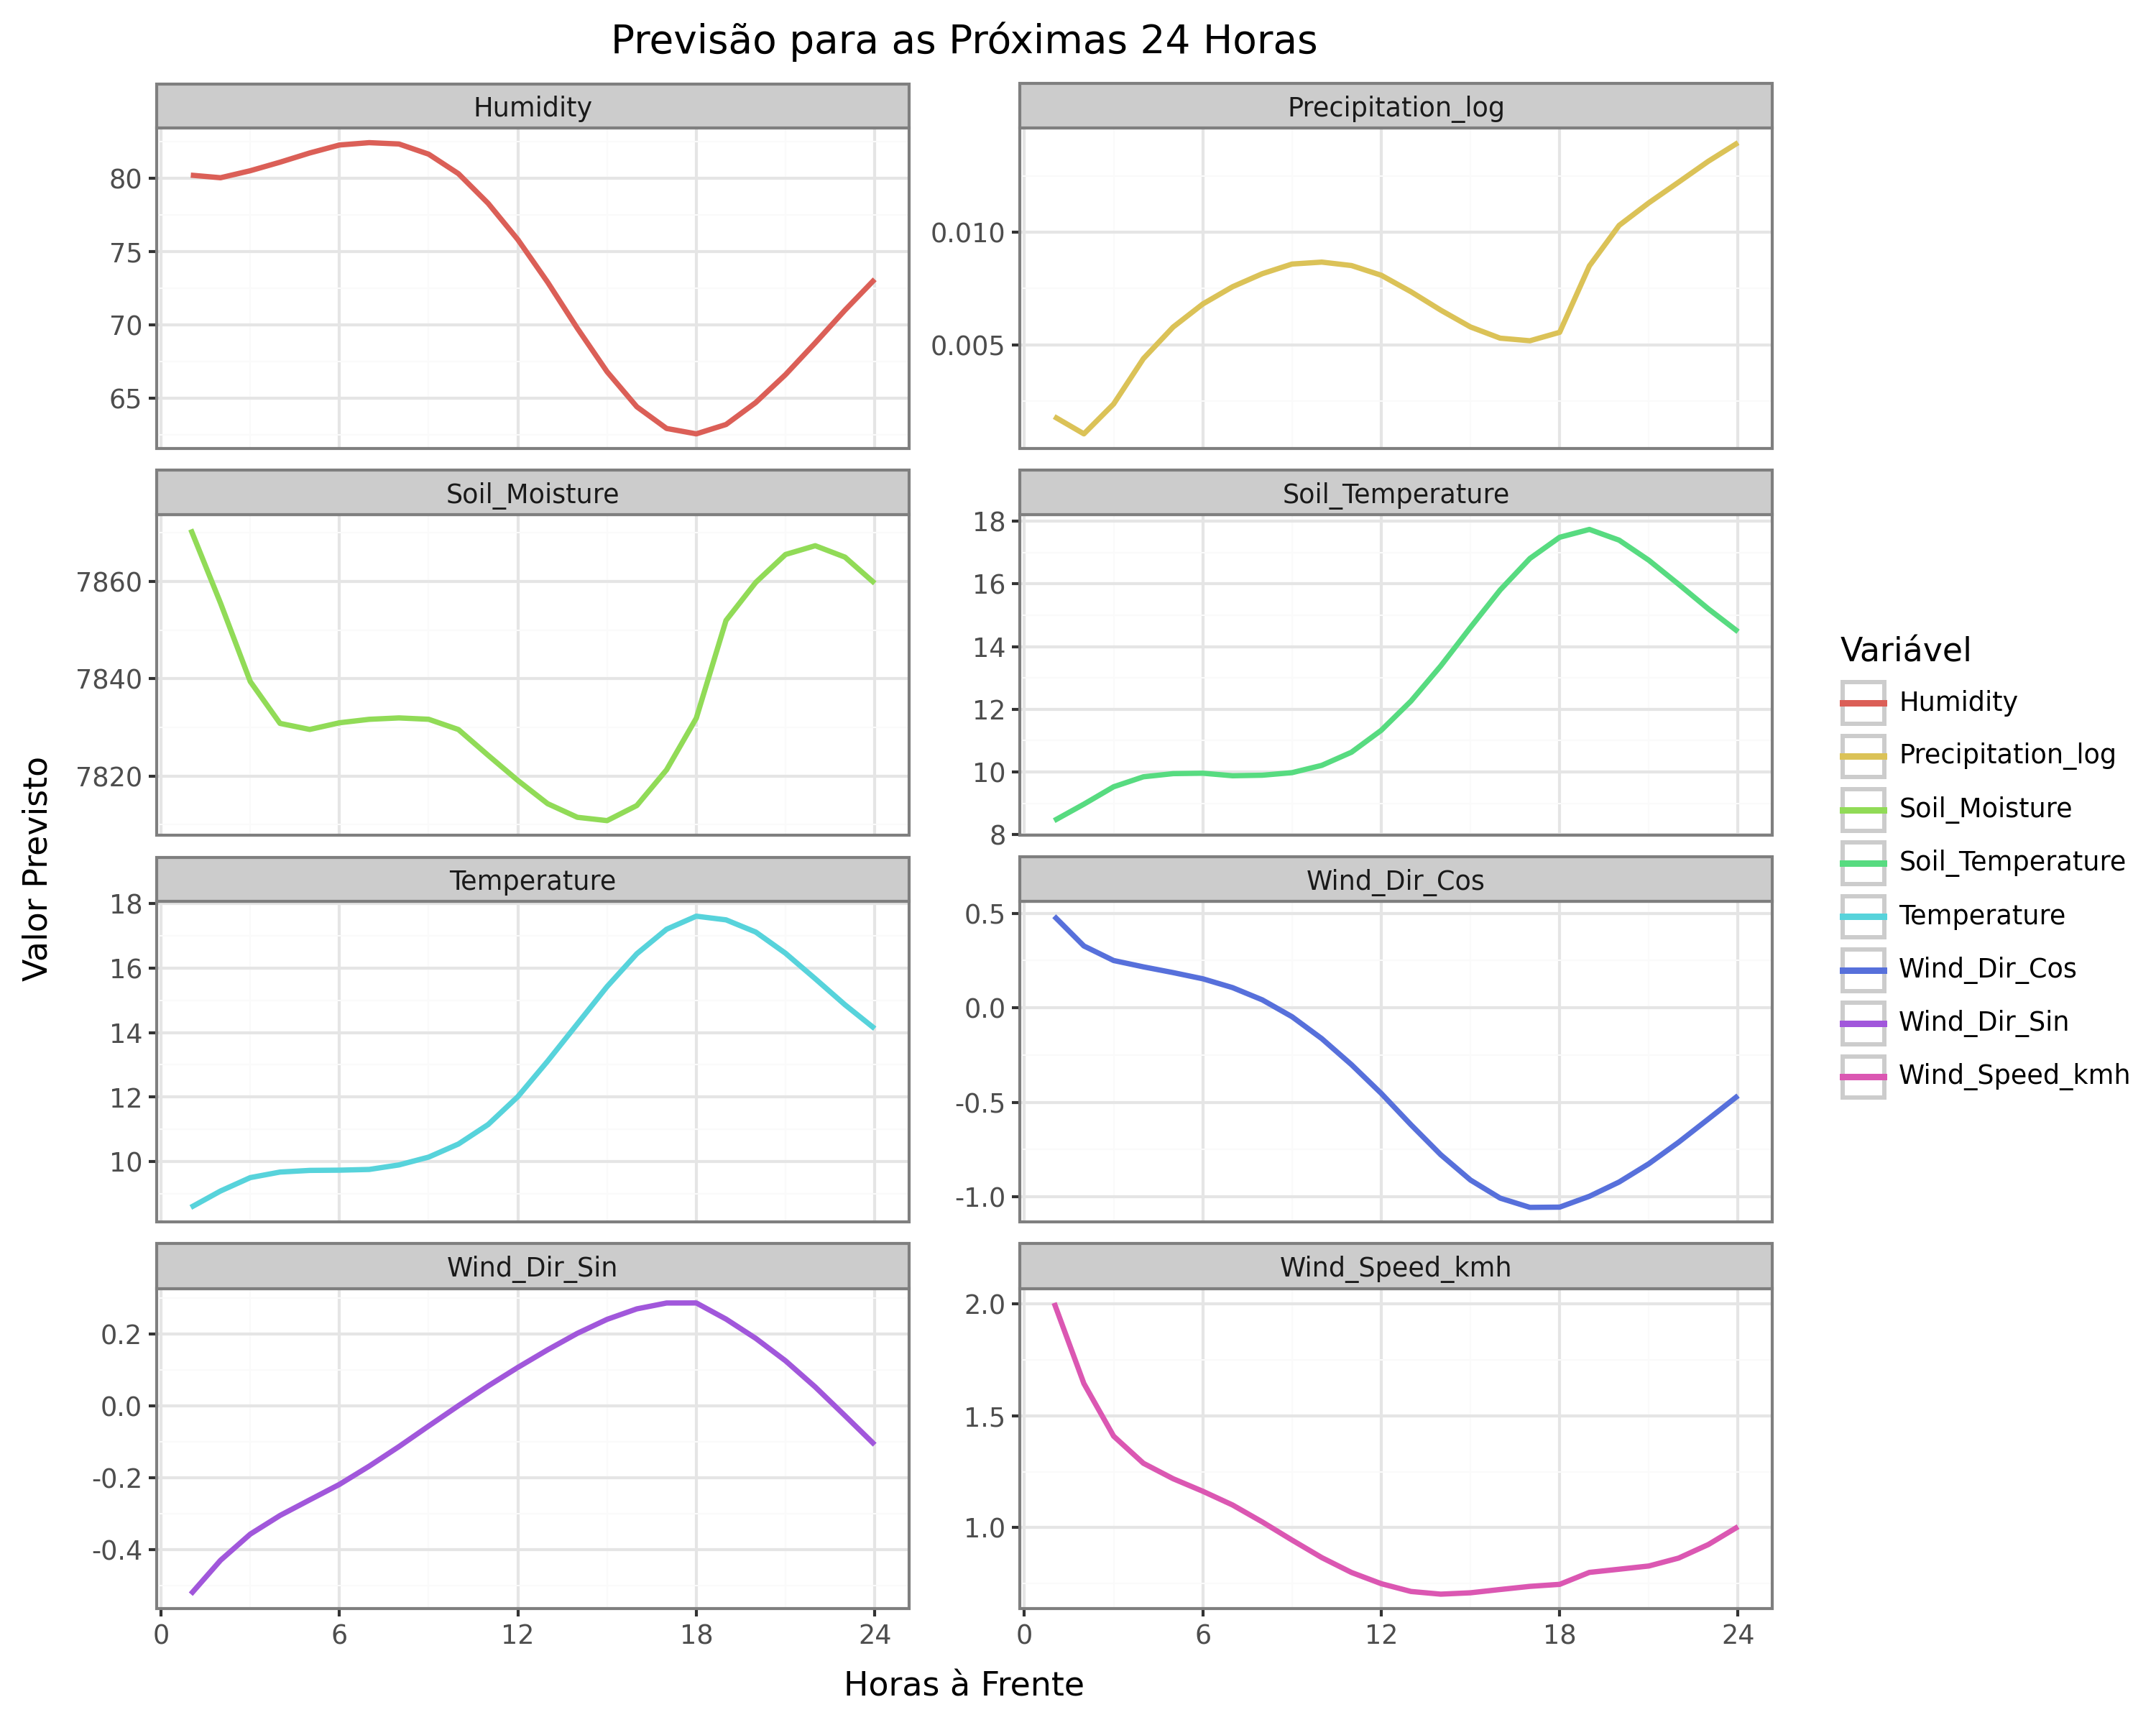 Previsão para as Próximas 24 Horas
Humidity
Precipitation_log
80
75
70
65
0.010
0.005
Soil_Moisture
Soil_Temperature
7860
7840
7820
18
16
14
12
10
8
Temperature
Wind_Dir_Cos
18
16
14
12
10
0.5
0.0
-0.5
-1.0
Wind_Dir_Sin
Wind_Speed_kmh
0.2
0.0
-0.2
-0.4
2.0
1.5
1.0
0 6 12 18 24
0 6 12 18 24
Horas à Frente
Valor Previsto
Variável
Humidity
Precipitation_log
Soil_Moisture
Soil_Temperature
Temperature
Wind_Dir_Cos
Wind_Dir_Sin
Wind_Speed_kmh